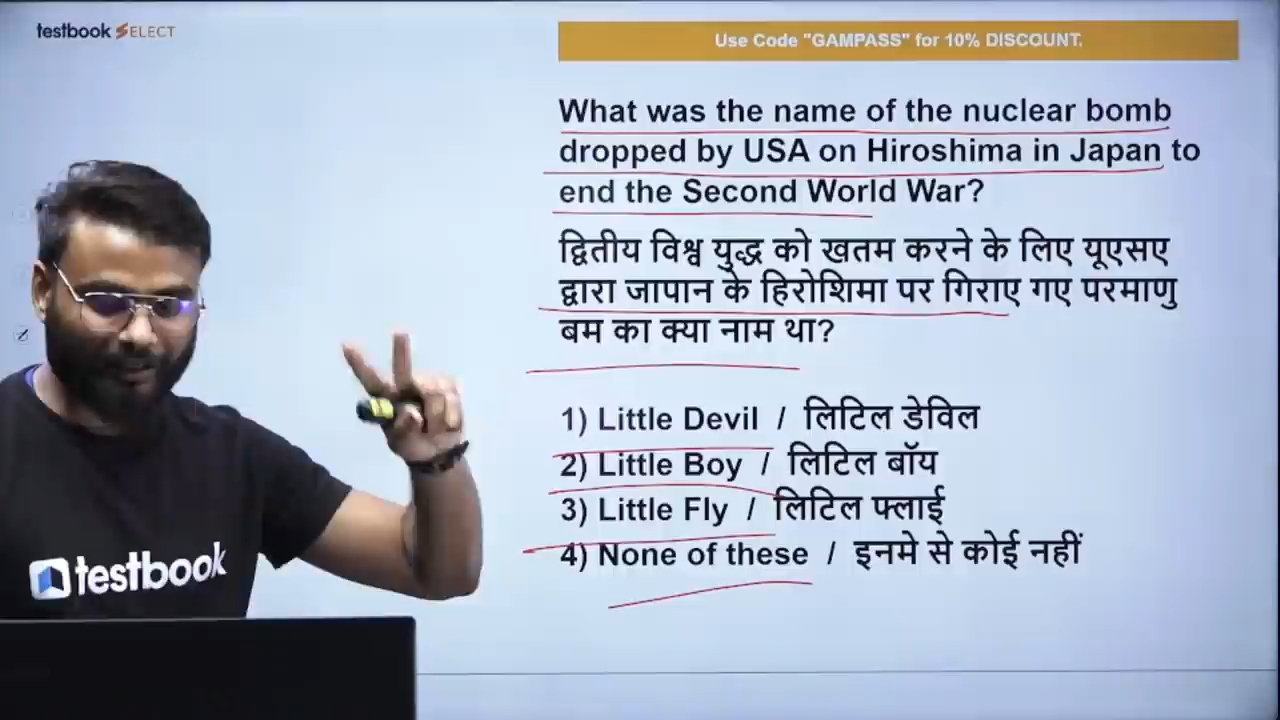 testbook SELECT
Use Code "GAMPASS" for 10% DISCOUNT.
What was the name of the nuclear bomb
dropped by USA on Hiroshima in Japan to
end the Second World War?
द्वितीय विश्व युद्ध को खतम करने के लिए यूएसए
द्वारा जापान के हिरोशिमा पर गिराए गए परमाणु
बम का क्या नाम था?
1) Little Devil / लिटिल डेविल
2) Little Boy / लिटिल बॉय
3) Little Fly / लिटिल फ्लाई
4) None of these / इनमे से कोई नहीं
testbook